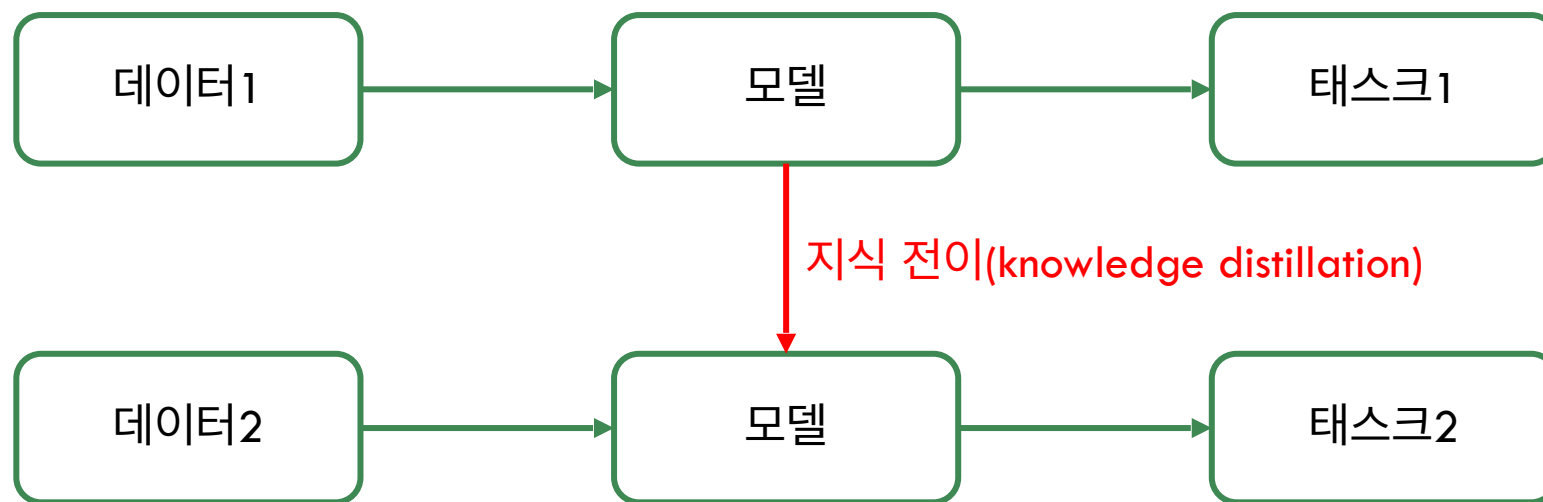 데이터1
모델
태스크1
지식 전이(knowledge distillation)
데이터2
모델
태스크2